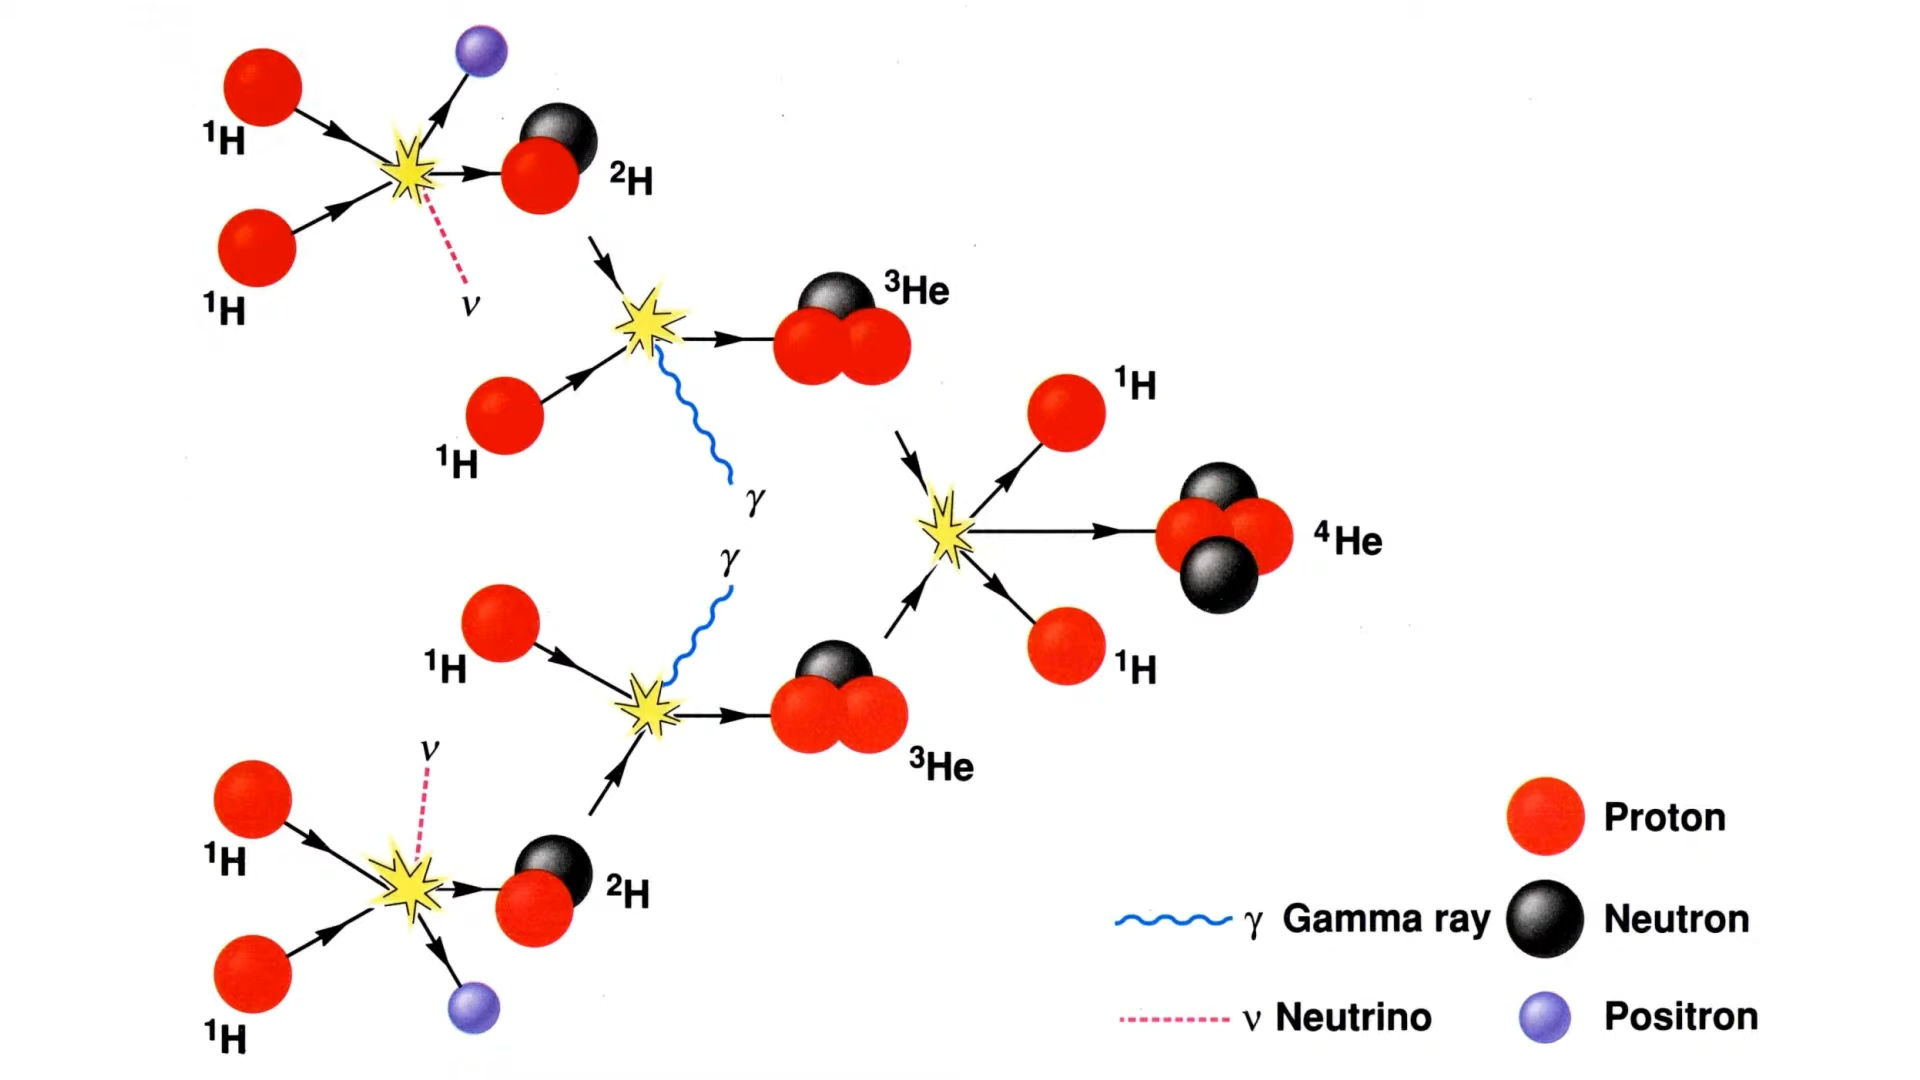 ¹H
²H
¹H
ν
³He
¹H
¹H
γ
γ
⁴He
¹H
¹H
ν
³He
¹H
²H
¹H
Proton
γ Gamma ray
Neutron
ν Neutrino
Positron